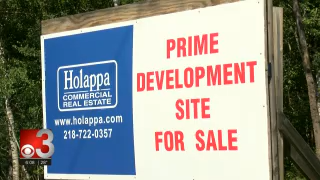 Holappa
COMMERCIAL
REAL ESTATE
www.holappa.com
218-722-0357
PRIME
DEVELOPMENT
SITE
FOR SALE
3